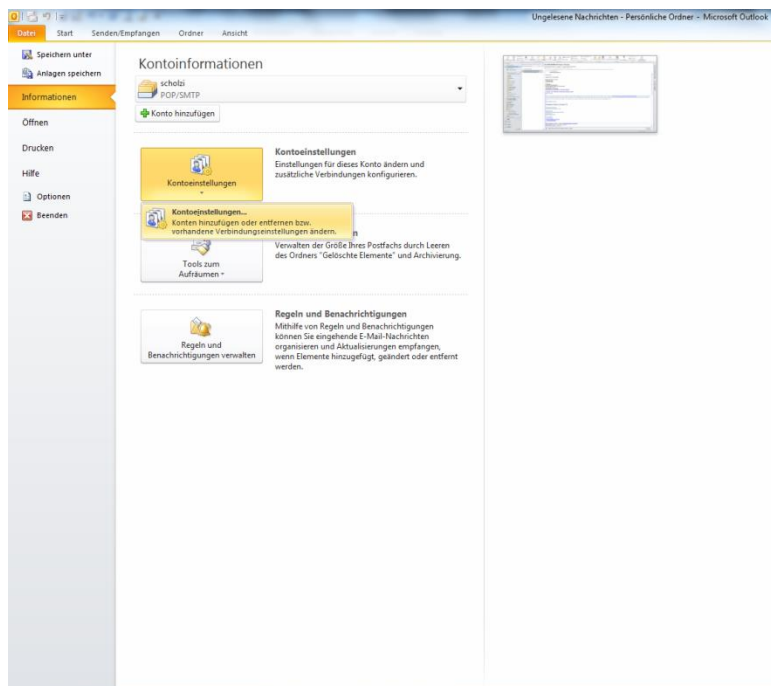 Ungelesene Nachrichten - Persönliche Ordner - Microsoft Outlook
Datei Start Senden/Empfangen Ordner Ansicht
Speichern unter
Anlagen speichern
Informationen
Öffnen
Drucken
Hilfe
Optionen
Beenden
Kontoinformationen
scholzi
POP/SMTP
Konto hinzufügen
Kontoeinstellungen
Kontoeinstellungen
Einstellungen für dieses Konto ändern und
zusätzliche Verbindungen konfigurieren.
Kontoeinstellungen...
Konten hinzufügen oder entfernen bzw.
vorhandene Verbindungseinstellungen ändern.
n
Tools zum
Aufräumen
Verwalten der Größe Ihres Postfachs durch Leeren
des Ordners "Gelöschte Elemente" und Archivierung.
Regeln und
Benachrichtigungen verwalten
Regeln und Benachrichtigungen
Mithilfe von Regeln und Benachrichtigungen
können Sie eingehende E-Mail-Nachrichten
organisieren und Aktualisierungen empfangen,
wenn Elemente hinzugefügt, geändert oder entfernt
werden.